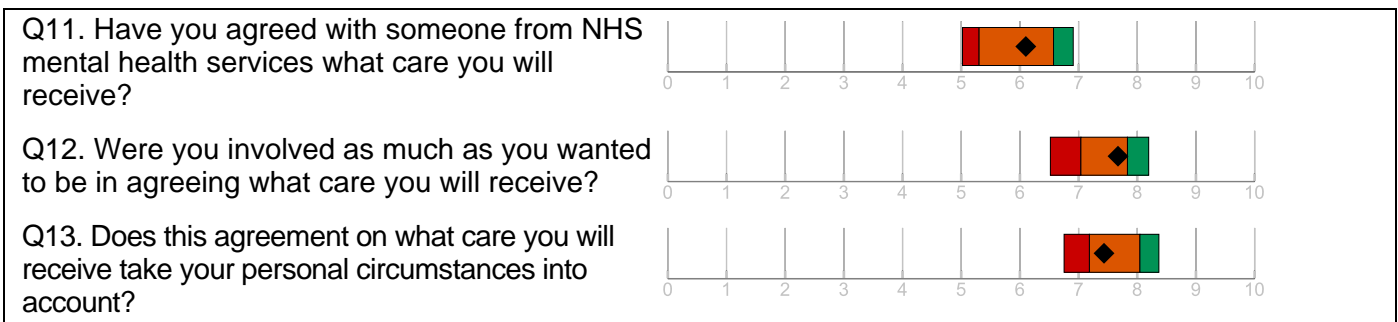 Q11. Have you agreed with someone from NHS
mental health services what care you will
receive?
0 1 2 3 4 5 6 7 8 9 10
Q12. Were you involved as much as you wanted
to be in agreeing what care you will receive?
0 1 2 3 4 5 6 7 8 9 10
Q13. Does this agreement on what care you will
receive take your personal circumstances into
account?
0 1 2 3 4 5 6 7 8 9 10